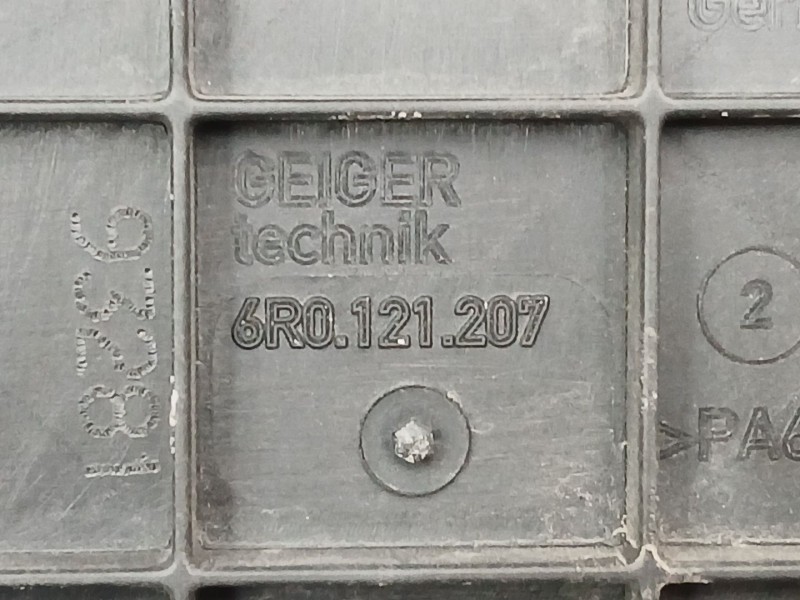 GEIGER
technik
6R0.121.207
2
>PA6